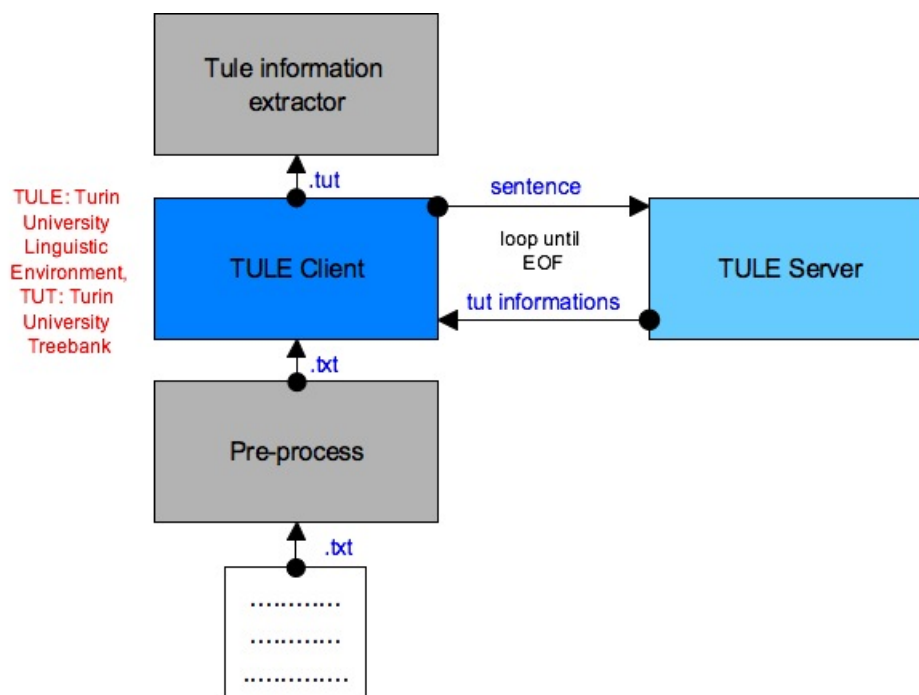 Tule information
extractor
.tut
TULE: Turin
University
Linguistic
Environment,
TUT: Turin
University
Treebank
TULE Client
sentence
loop until
EOF
tut informations
TULE Server
.txt
Pre-process
.txt
............
............
..............